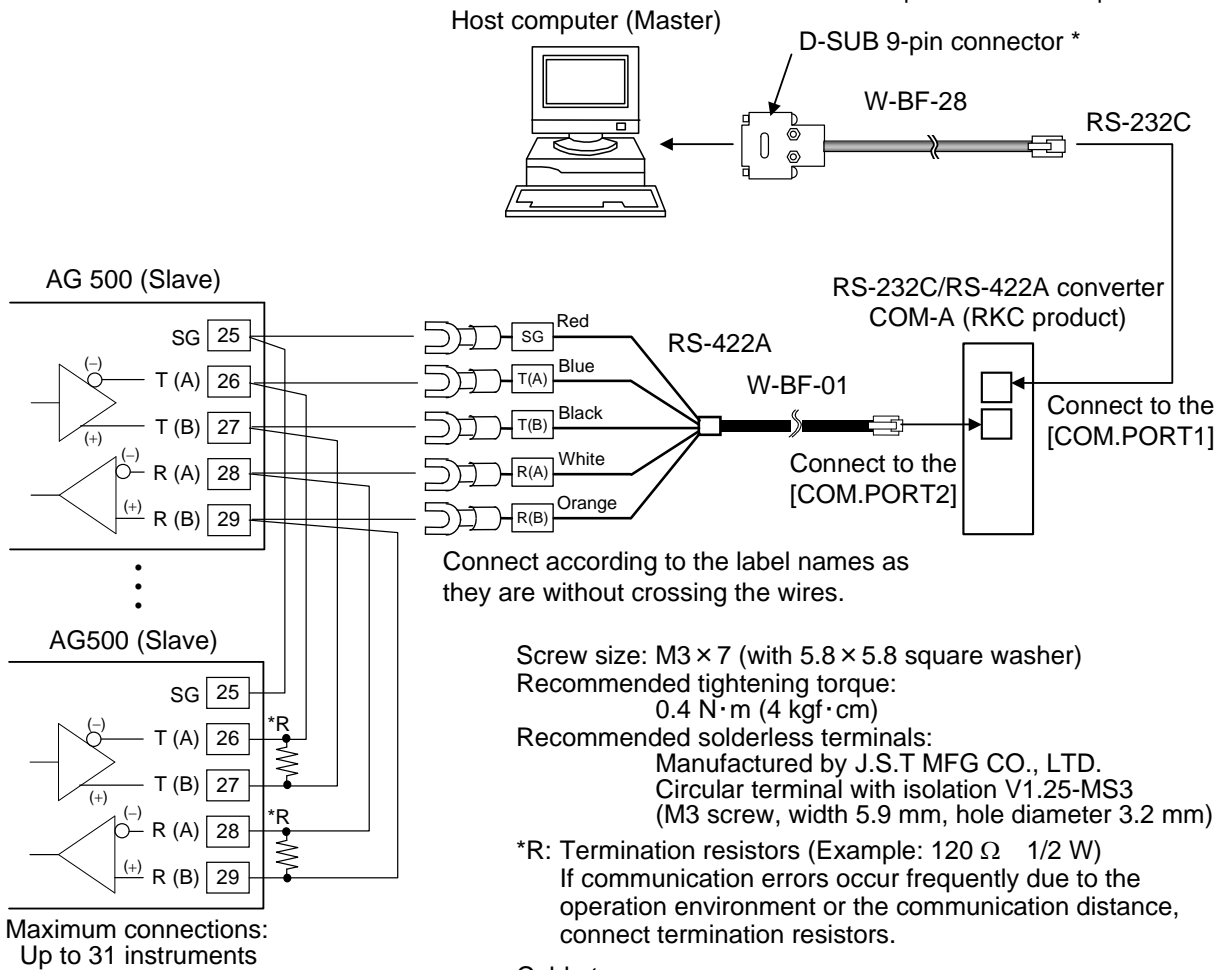 Host computer (Master)
D-SUB 9-pin connector *
W-BF-28
RS-232C
AG 500 (Slave)
SG 25
T (A) 26
T (B) 27
R (A) 28
R (B) 29
(−)
(+)
(−)
(+)
SG Red
T(A) Blue
T(B) Black
R(A) White
R(B) Orange
RS-422A
W-BF-01
RS-232C/RS-422A converter
COM-A (RKC product)
Connect to the
[COM.PORT1]
Connect to the
[COM.PORT2]
Connect according to the label names as
they are without crossing the wires.
AG500 (Slave)
SG 25
T (A) 26
T (B) 27
R (A) 28
R (B) 29
(−)
(+)
(−)
(+)
*R
*R
Maximum connections:
Up to 31 instruments
Screw size: M3 × 7 (with 5.8 × 5.8 square washer)
Recommended tightening torque:
0.4 N·m (4 kgf·cm)
Recommended solderless terminals:
Manufactured by J.S.T MFG CO., LTD.
Circular terminal with isolation V1.25-MS3
(M3 screw, width 5.9 mm, hole diameter 3.2 mm)
*R: Termination resistors (Example: 120 Ω 1/2 W)
If communication errors occur frequently due to the
operation environment or the communication distance,
connect termination resistors.